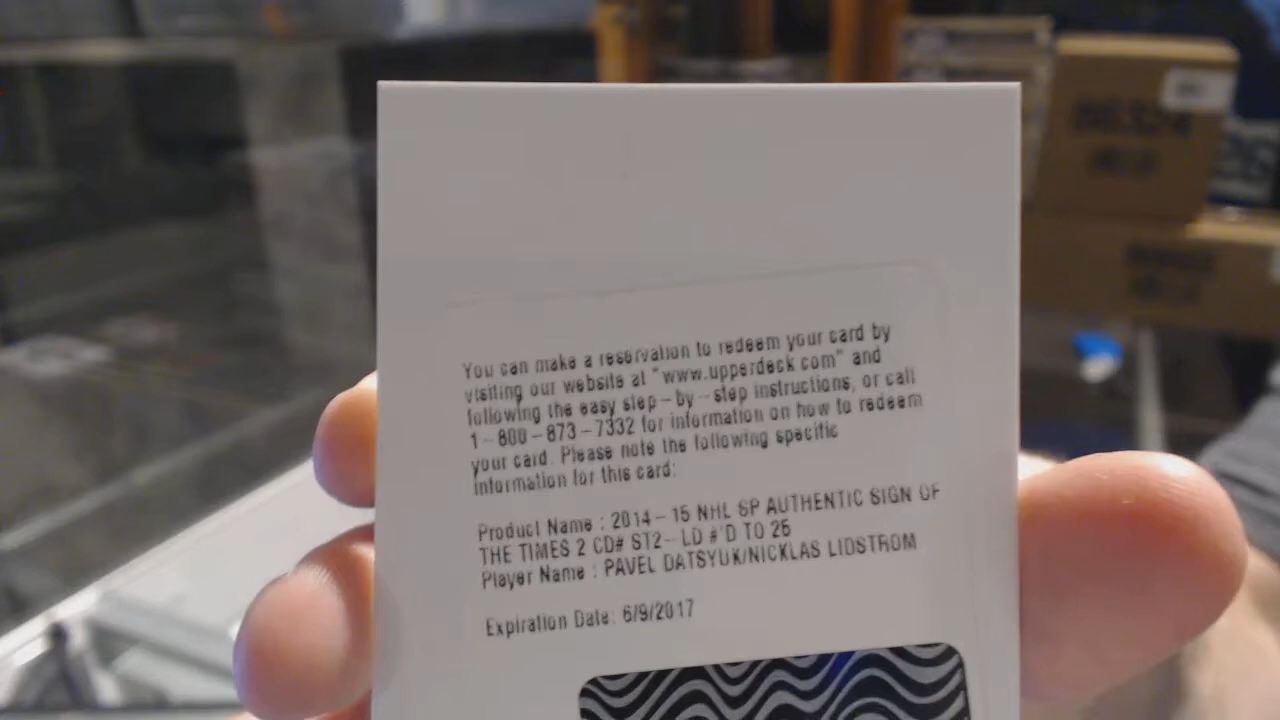 You can make a reservation to redeem your card by
visiting our website at "www.upperdeck.com" and
following the easy step-by-step instructions, or call
1-800-873-7332 for information on how to redeem
your card. Please note the following specific
information for this card:
Product Name : 2014-15 NHL SP AUTHENTIC SIGN OF
THE TIMES 2 CD# ST2-LD #'D TO 25
Player Name : PAVEL DATSYUK/NICKLAS LIDSTROM
Expiration Date: 6/9/2017